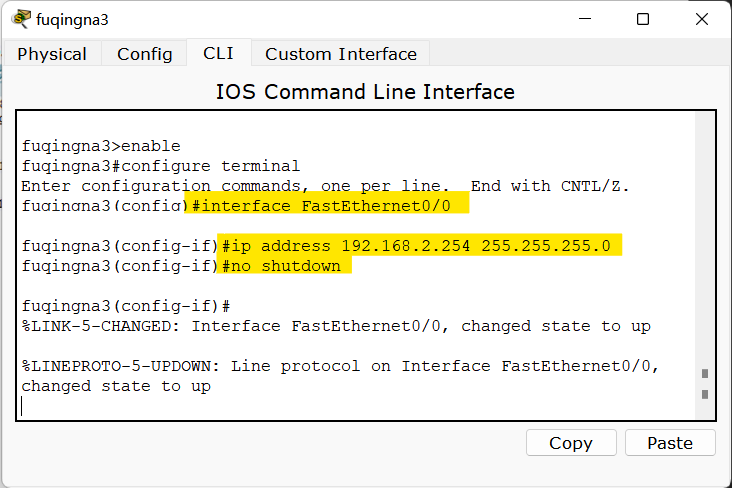 fuqingna3
Physical Config CLI Custom Interface
IOS Command Line Interface
fuqingna3>enable
fuqingna3#configure terminal
Enter configuration commands, one per line.  End with CNTL/Z.
fuqingna3(config)#interface FastEthernet0/0
fuqingna3(config-if)#ip address 192.168.2.254 255.255.255.0
fuqingna3(config-if)#no shutdown
fuqingna3(config-if)#
%LINK-5-CHANGED: Interface FastEthernet0/0, changed state to up
%LINEPROTO-5-UPDOWN: Line protocol on Interface FastEthernet0/0,
changed state to up
Copy Paste